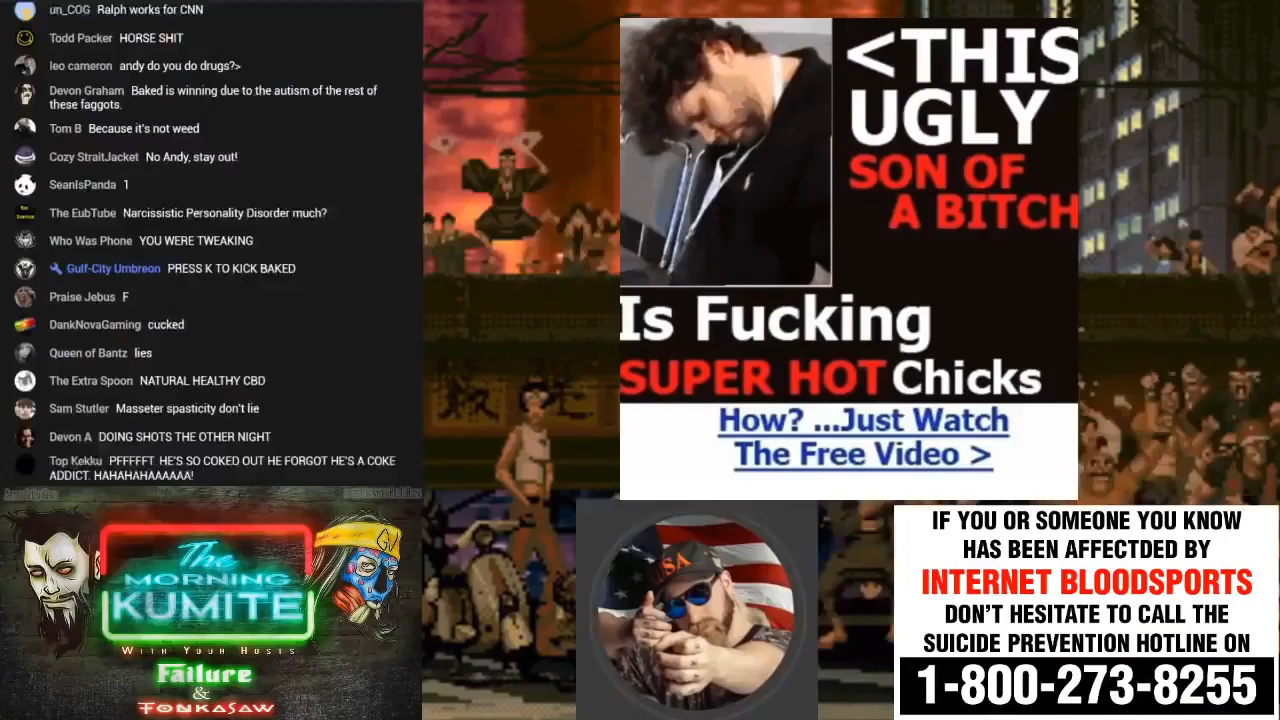 un_COG Ralph works for CNN
Todd Packer HORSE SHIT
leo cameron andy do you do drugs?>
Devon Graham Baked is winning due to the autism of the rest of
these faggots.
Tom B Because it's not weed
Cozy StraitJacket No Andy, stay out!
SeanIsPanda 1
The EubTube Narcissistic Personality Disorder much?
Who Was Phone YOU WERE TWEAKING
Gulf-City Umbreon PRESS K TO KICK BAKED
Praise Jebus F
DankNovaGaming cucked
Queen of Bantz lies
The Extra Spoon NATURAL HEALTHY CBD
Sam Stutler Masseter spasticity don't lie
Devon A DOING SHOTS THE OTHER NIGHT
Top Kekku PFFFFFT HE'S SO COKED OUT HE FORGOT HE'S A COKE
ADDICT. HAHAHAHAAAAAA!
<THIS
UGLY
SON OF
A BITCH
Is Fucking
SUPER HOT Chicks
How? ...Just Watch
The Free Video >
The
MORNING
KUMITE
WITH YOUR HOSTS
Failure
&
TONKASAW
USA
IF YOU OR SOMEONE YOU KNOW
HAS BEEN AFFECTDED BY
INTERNET BLOODSPORTS
DON'T HESITATE TO CALL THE
SUICIDE PREVENTION HOTLINE ON
1-800-273-8255